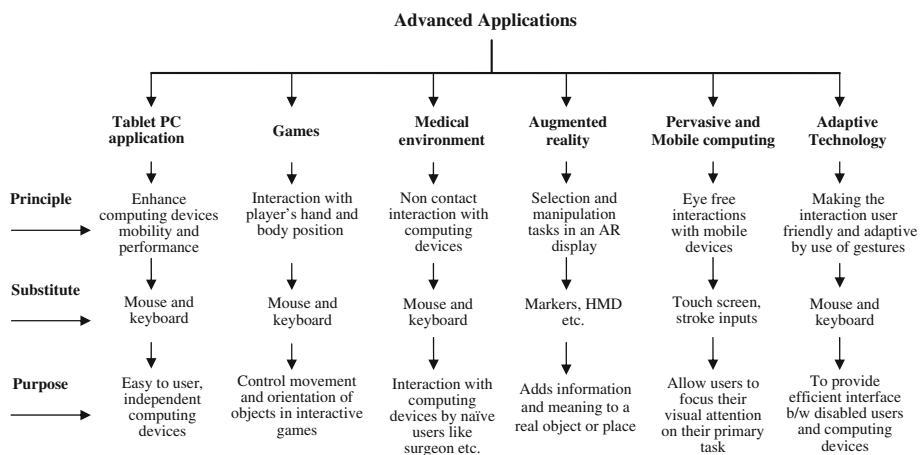 Advanced Applications
Tablet PC
application
Games
Medical
environment
Augmented
reality
Pervasive and
Mobile computing
Adaptive
Technology
Principle
Enhance
computing devices
mobility and
performance
Interaction with
player's hand and
body position
Non contact
interaction with
computing
devices
Selection and
manipulation
tasks in an AR
display
Eye free
interactions
with mobile
devices
Making the
interaction user
friendly and adaptive
by use of gestures
Substitute
Mouse and
keyboard
Mouse and
keyboard
Mouse and
keyboard
Markers, HMD
etc.
Touch screen,
stroke inputs
Mouse and
keyboard
Purpose
Easy to user,
independent
computing
devices
Control movement
and orientation of
objects in interactive
games
Interaction with
computing
devices by naïve
users like
surgeon etc.
Adds information
and meaning to a
real object or place
Allow users to
focus their
visual attention
on their primary
task
To provide
efficient interface
b/w disabled users
and computing
devices